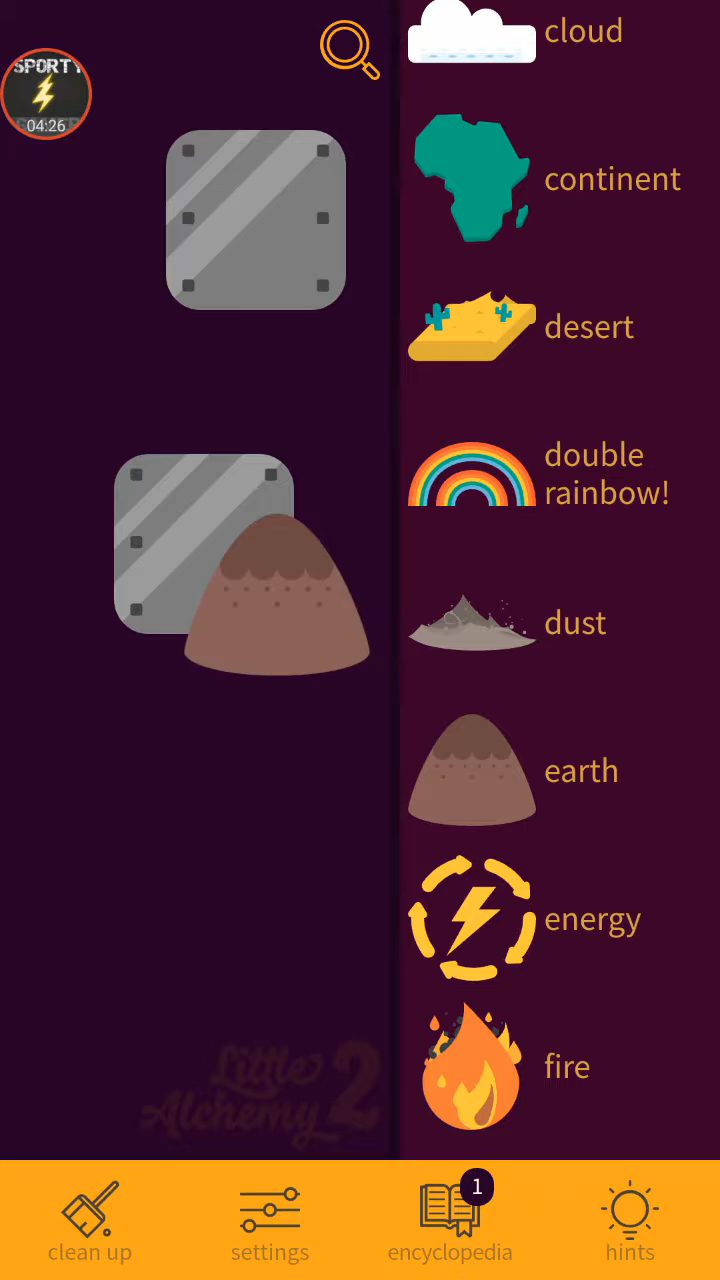 SPORTY
04:26
cloud
continent
desert
double
rainbow!
dust
earth
energy
fire
Little
Alchemy 2
1
clean up
settings
encyclopedia
hints